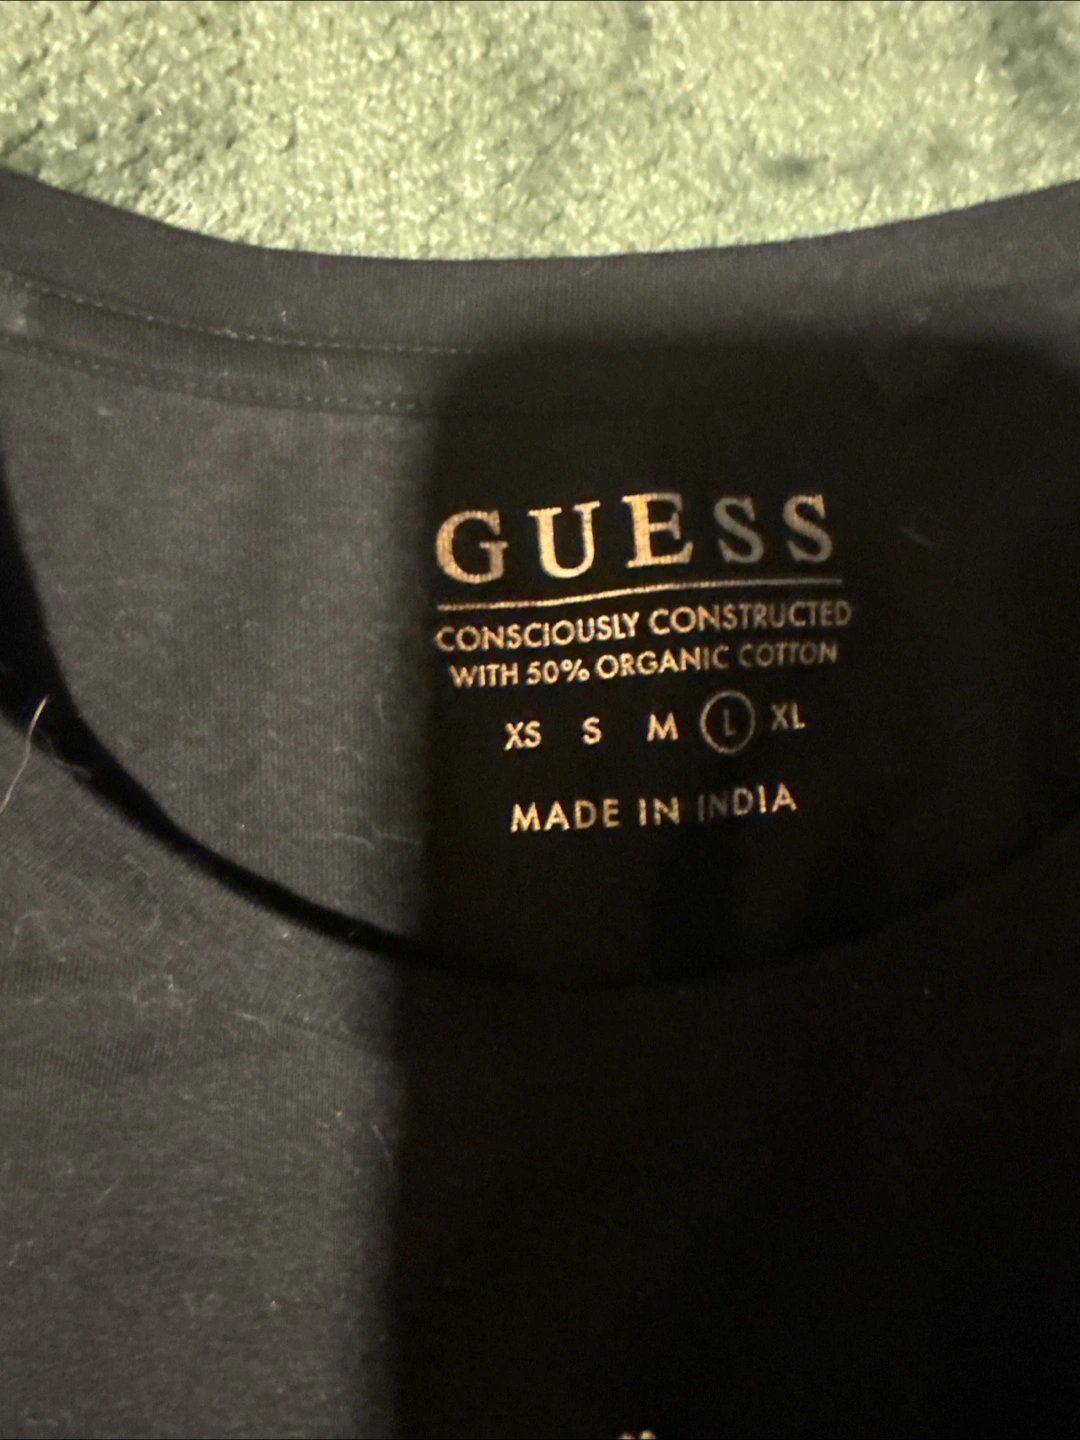 GUESS
CONSCIOUSLY CONSTRUCTED
WITH 50% ORGANIC COTTON
XS S M L XL
MADE IN INDIA